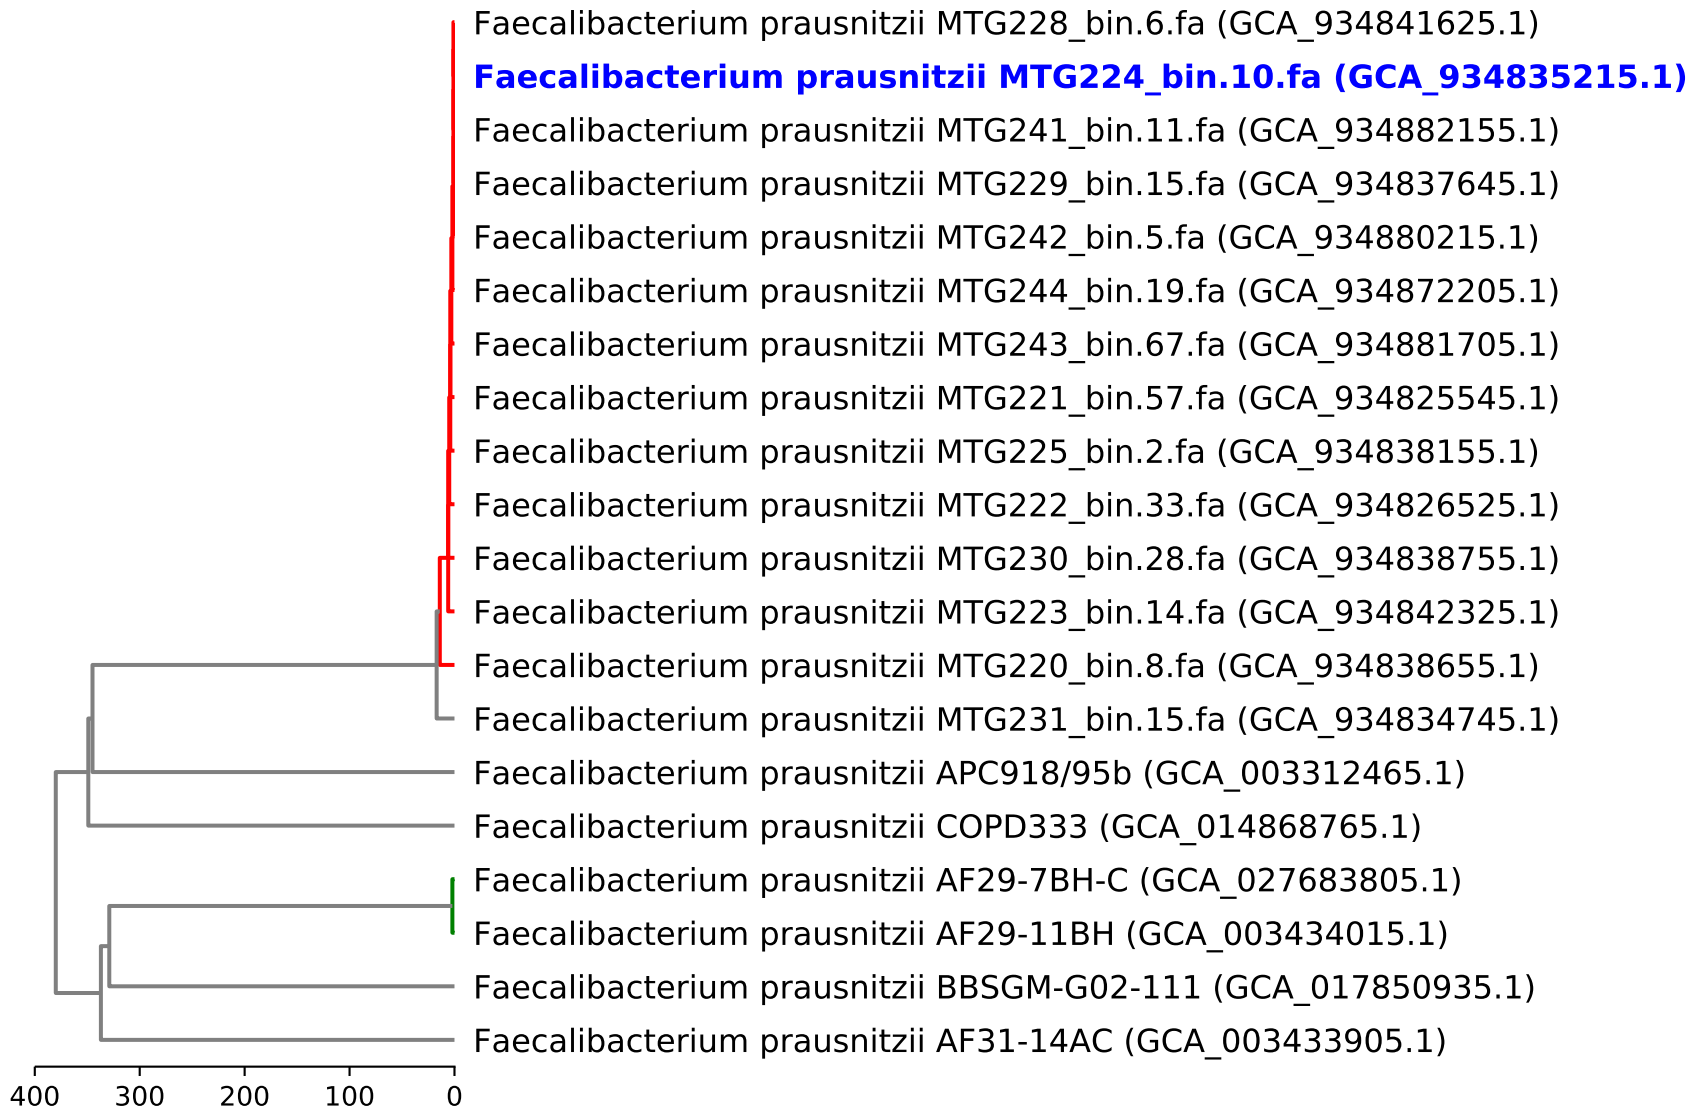 Faecalibacterium prausnitzii MTG228_bin.6.fa (GCA_934841625.1)
Faecalibacterium prausnitzii MTG224_bin.10.fa (GCA_934835215.1)
Faecalibacterium prausnitzii MTG241_bin.11.fa (GCA_934882155.1)
Faecalibacterium prausnitzii MTG229_bin.15.fa (GCA_934837645.1)
Faecalibacterium prausnitzii MTG242_bin.5.fa (GCA_934880215.1)
Faecalibacterium prausnitzii MTG244_bin.19.fa (GCA_934872205.1)
Faecalibacterium prausnitzii MTG243_bin.67.fa (GCA_934881705.1)
Faecalibacterium prausnitzii MTG221_bin.57.fa (GCA_934825545.1)
Faecalibacterium prausnitzii MTG225_bin.2.fa (GCA_934838155.1)
Faecalibacterium prausnitzii MTG222_bin.33.fa (GCA_934826525.1)
Faecalibacterium prausnitzii MTG230_bin.28.fa (GCA_934838755.1)
Faecalibacterium prausnitzii MTG223_bin.14.fa (GCA_934842325.1)
Faecalibacterium prausnitzii MTG220_bin.8.fa (GCA_934838655.1)
Faecalibacterium prausnitzii MTG231_bin.15.fa (GCA_934834745.1)
Faecalibacterium prausnitzii APC918/95b (GCA_003312465.1)
Faecalibacterium prausnitzii COPD333 (GCA_014868765.1)
Faecalibacterium prausnitzii AF29-7BH-C (GCA_027683805.1)
Faecalibacterium prausnitzii AF29-11BH (GCA_003434015.1)
Faecalibacterium prausnitzii BBSGM-G02-111 (GCA_017850935.1)
Faecalibacterium prausnitzii AF31-14AC (GCA_003433905.1)
400 300 200 100 0